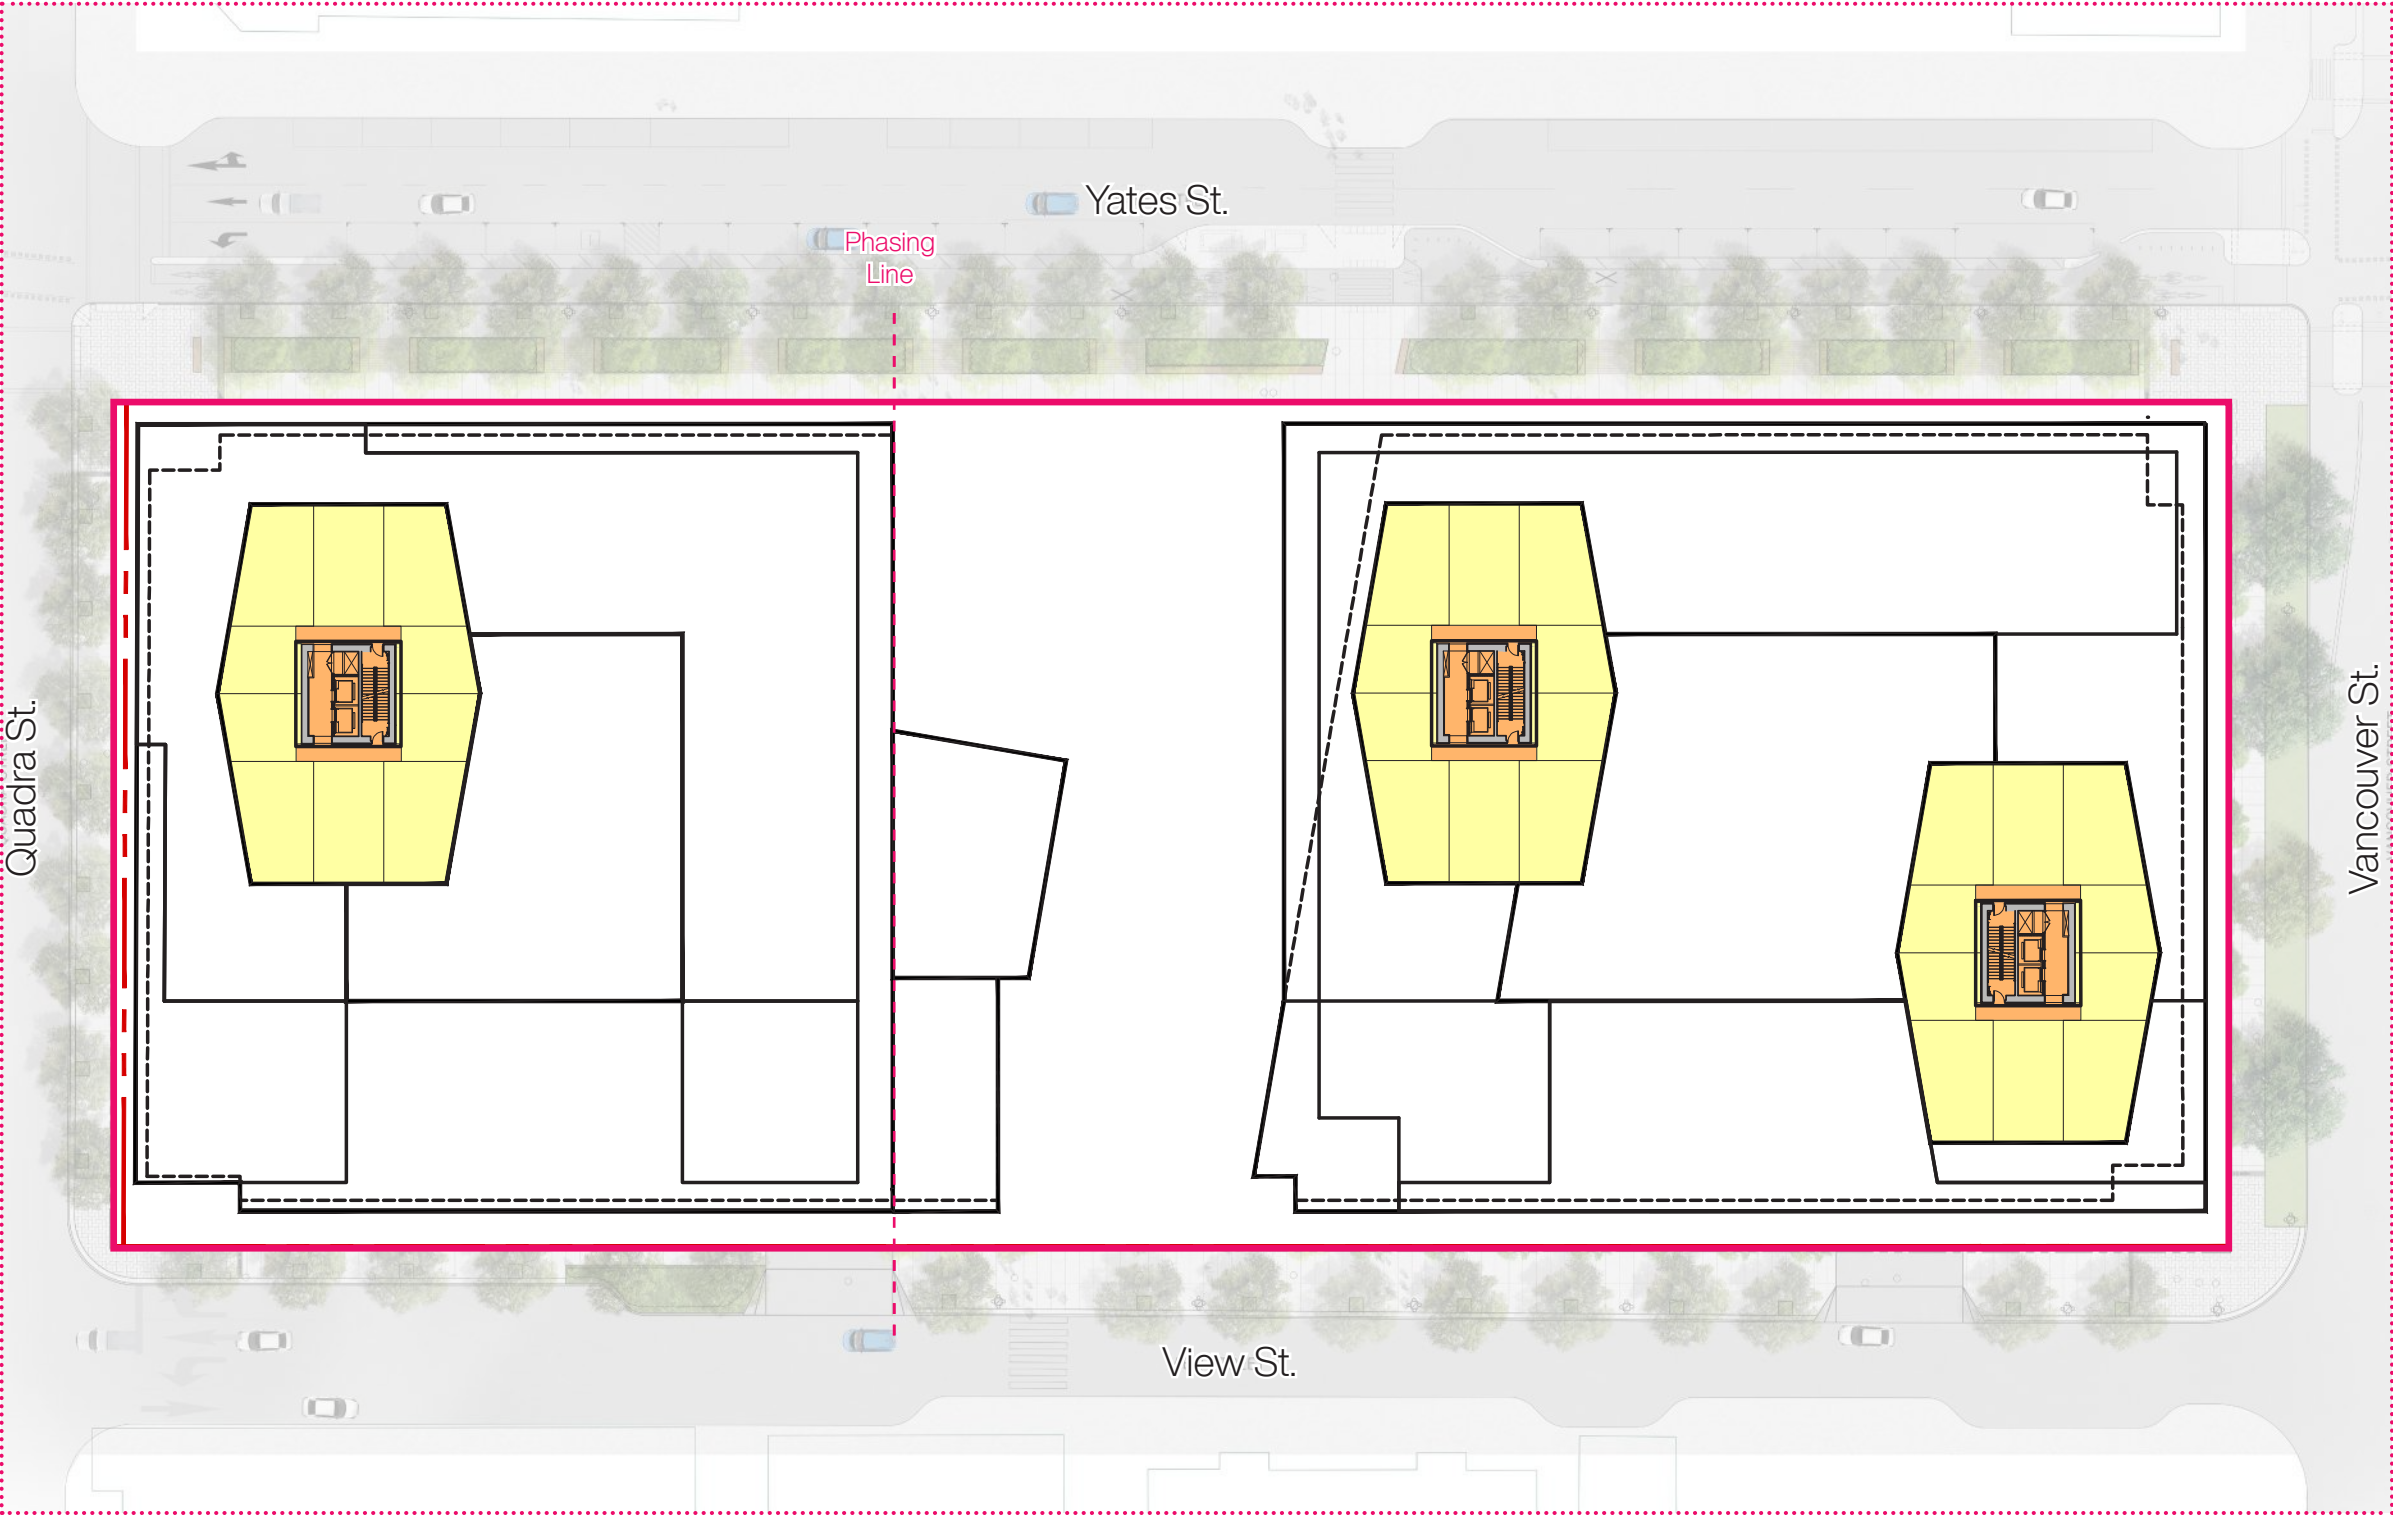 Yates St.
Phasing
Line
Quadra St.
Vancouver St.
View St.